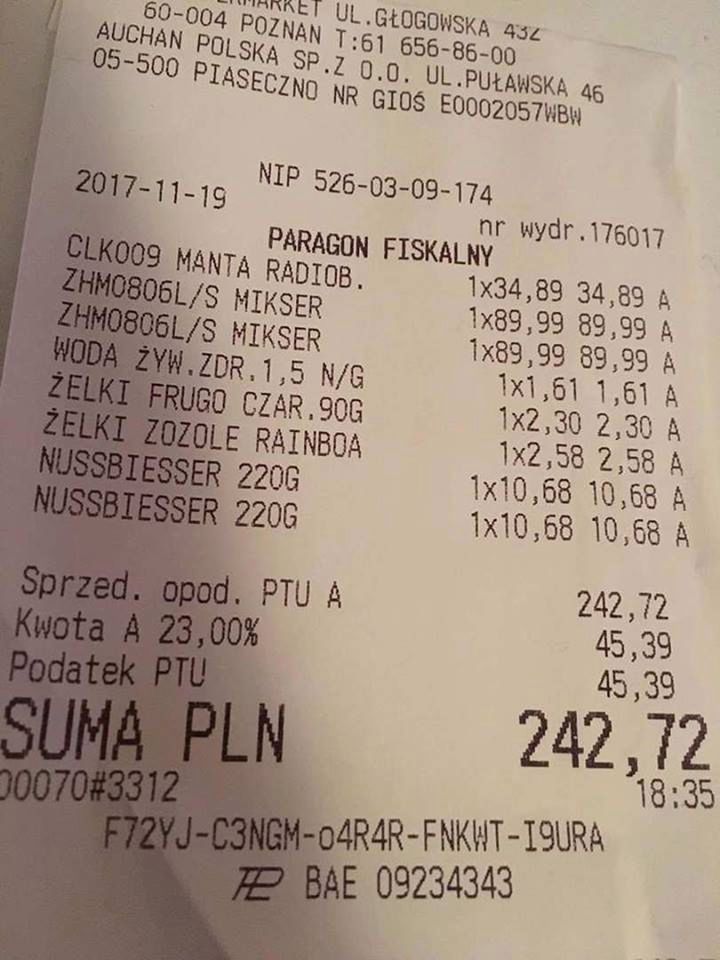 UL.GŁOGOWSKA 432
60-004 POZNAN T:61 656-86-00
AUCHAN POLSKA SP.Z O.O. UL.PUŁAWSKA 46
05-500 PIASECZNO NR GIOŚ E0002057WBW
NIP 526-03-09-174
2017-11-19 nr wydr.176017
PARAGON FISKALNY
CLK009 MANTA RADIOB. 1x34,89 34,89 A
ZHM0806L/S MIKSER 1x89,99 89,99 A
ZHM0806L/S MIKSER 1x89,99 89,99 A
WODA ŻYW.ZDR.1,5 N/G 1x1,61 1,61 A
ŻELKI FRUGO CZAR.90G 1x2,30 2,30 A
ŻELKI ZOZOLE RAINBOA 1x2,58 2,58 A
NUSSBIESSER 220G 1x10,68 10,68 A
NUSSBIESSER 220G 1x10,68 10,68 A
Sprzed. opod. PTU A 242,72
Kwota A 23,00% 45,39
Podatek PTU 45,39
SUMA PLN 242,72
00070#3312 18:35
F72YJ-C3NGM-o4R4R-FNKWT-I9URA
BAE 09234343